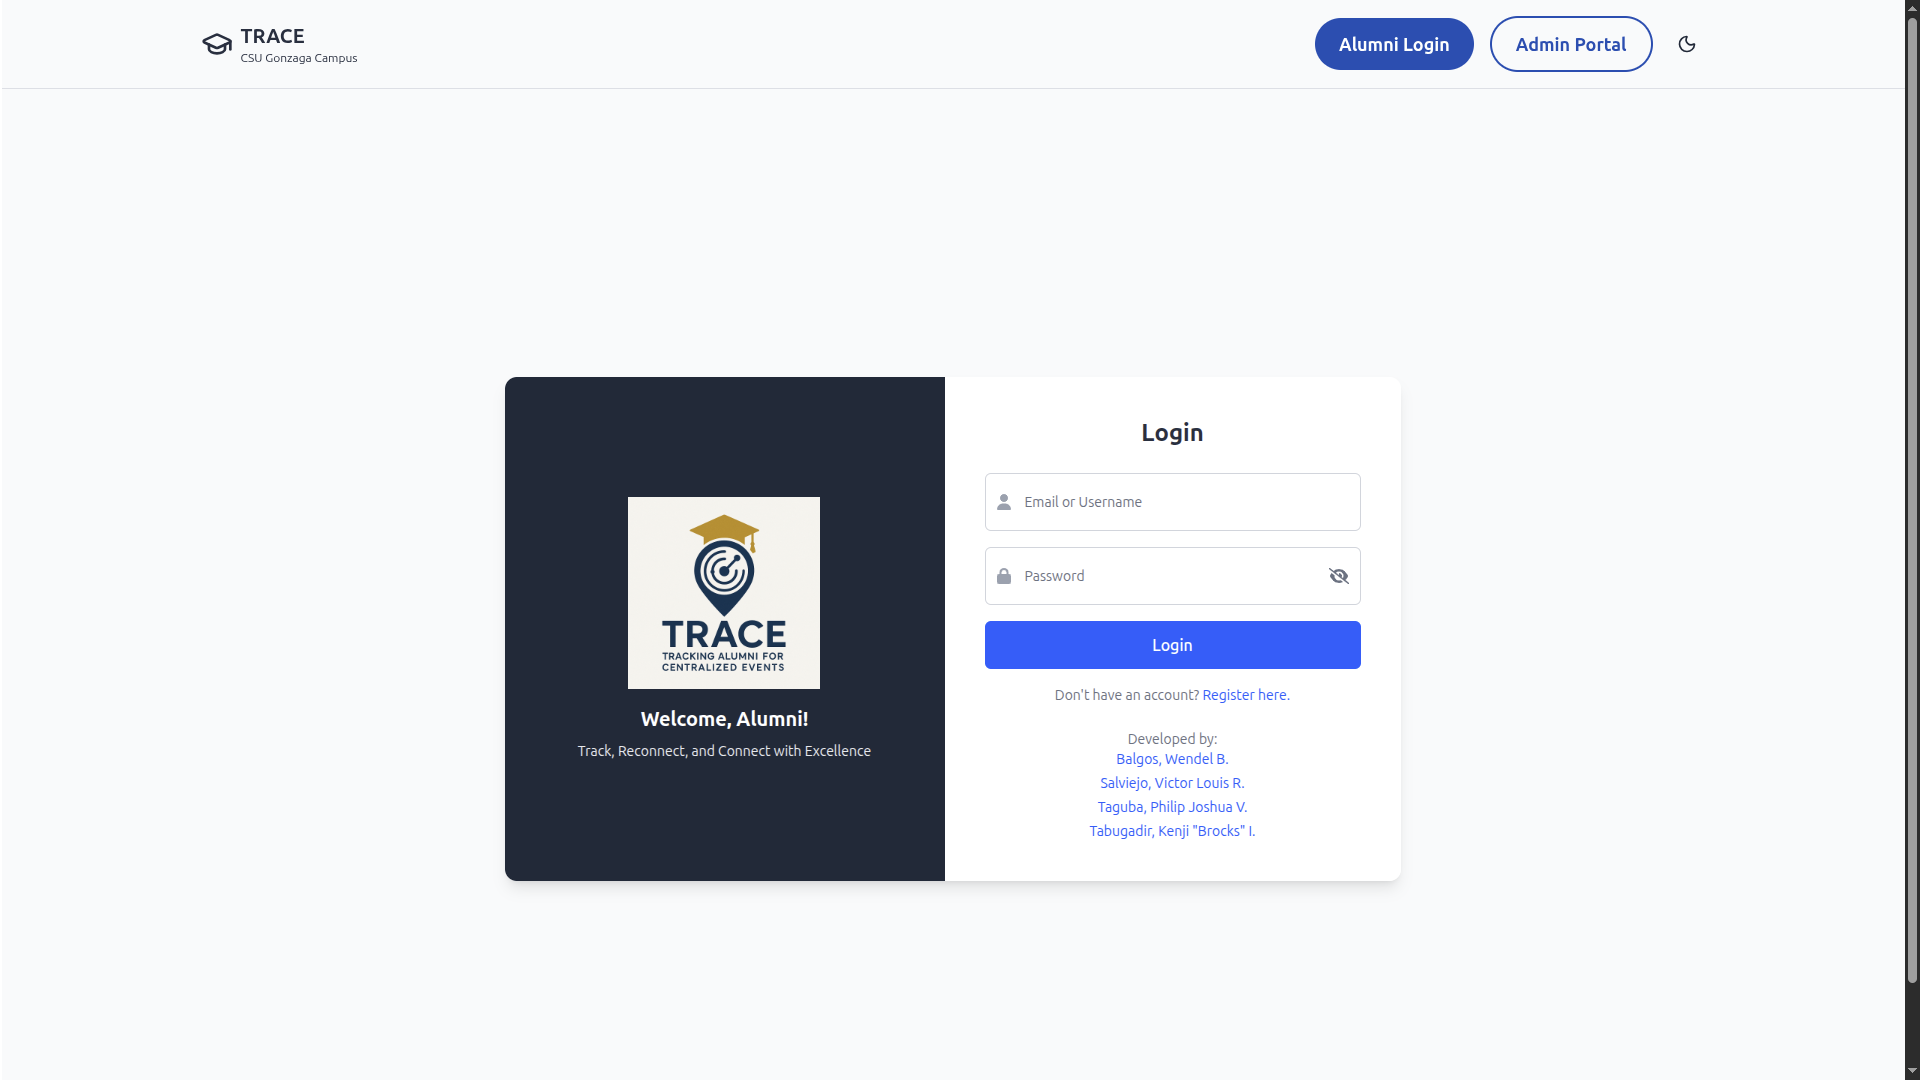 TRACE
CSU Gonzaga Campus
Alumni Login
Admin Portal
TRACE
TRACKING ALUMNI FOR
CENTRALIZED EVENTS
Welcome, Alumni!
Track, Reconnect, and Connect with Excellence
Login
Email or Username
Password
Login
Don't have an account? Register here.
Developed by:
Balgos, Wendel B.
Salviejo, Victor Louis R.
Taguba, Philip Joshua V.
Tabugadir, Kenji "Brocks" I.